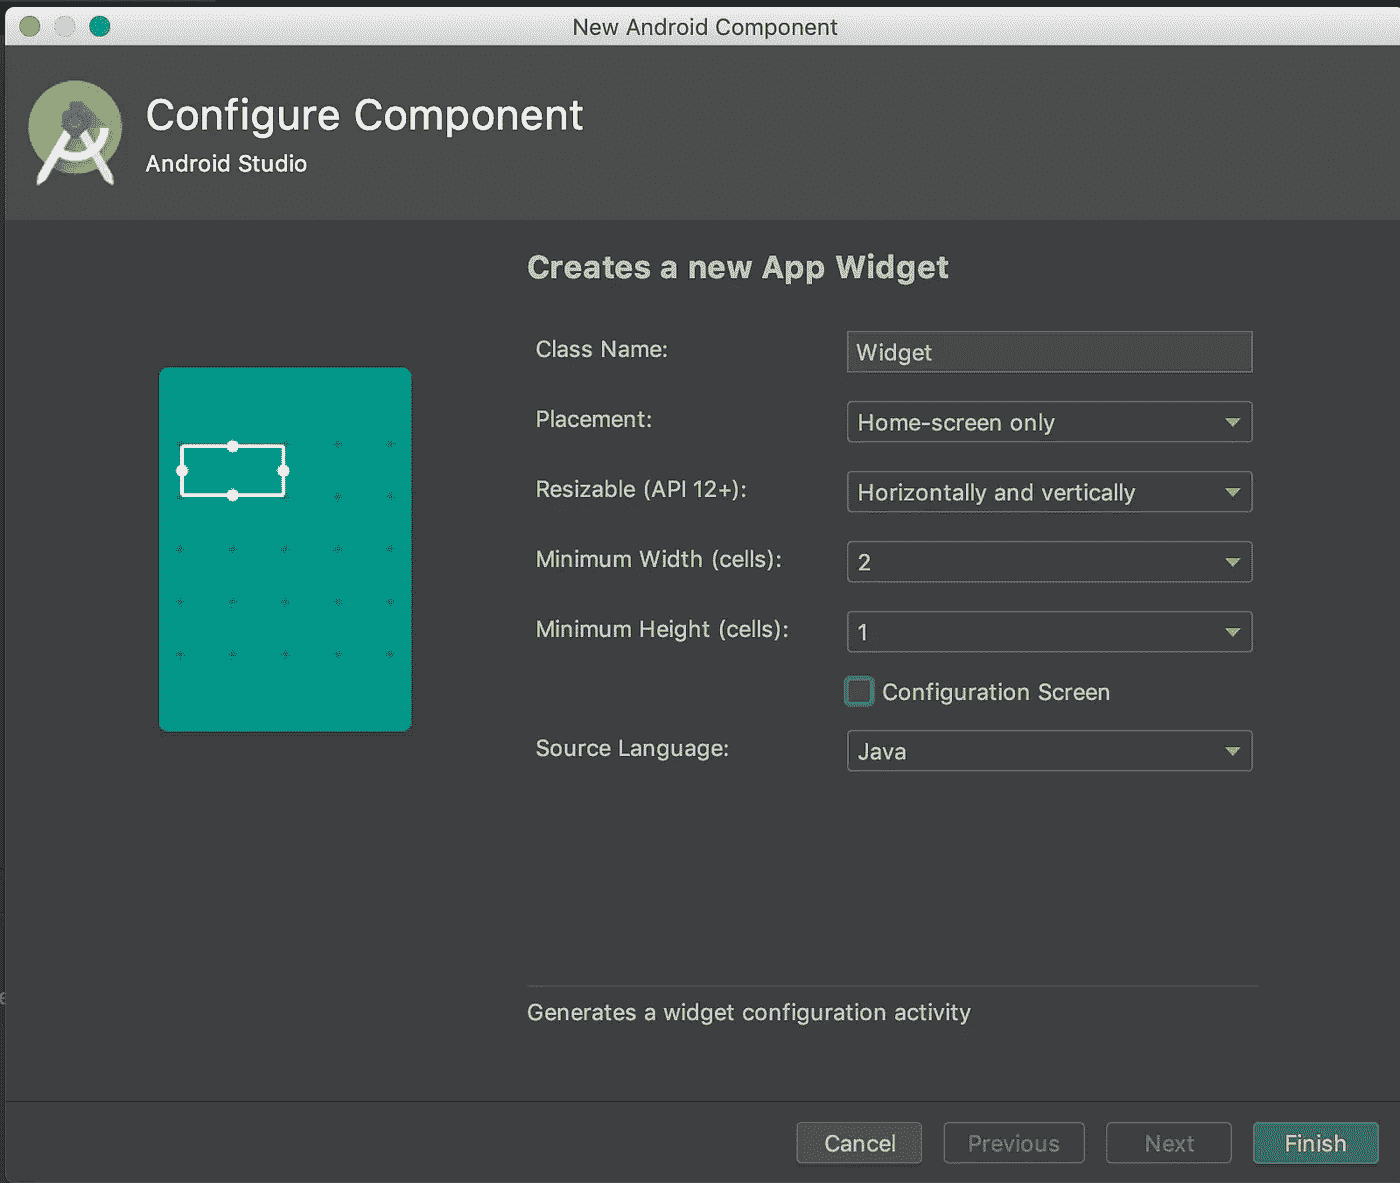 New Android Component
Configure Component
Android Studio
Creates a new App Widget
Class Name: Widget
Placement: Home-screen only
Resizable (API 12+): Horizontally and vertically
Minimum Width (cells): 2
Minimum Height (cells): 1
Configuration Screen
Source Language: Java
Generates a widget configuration activity
Cancel Previous Next Finish